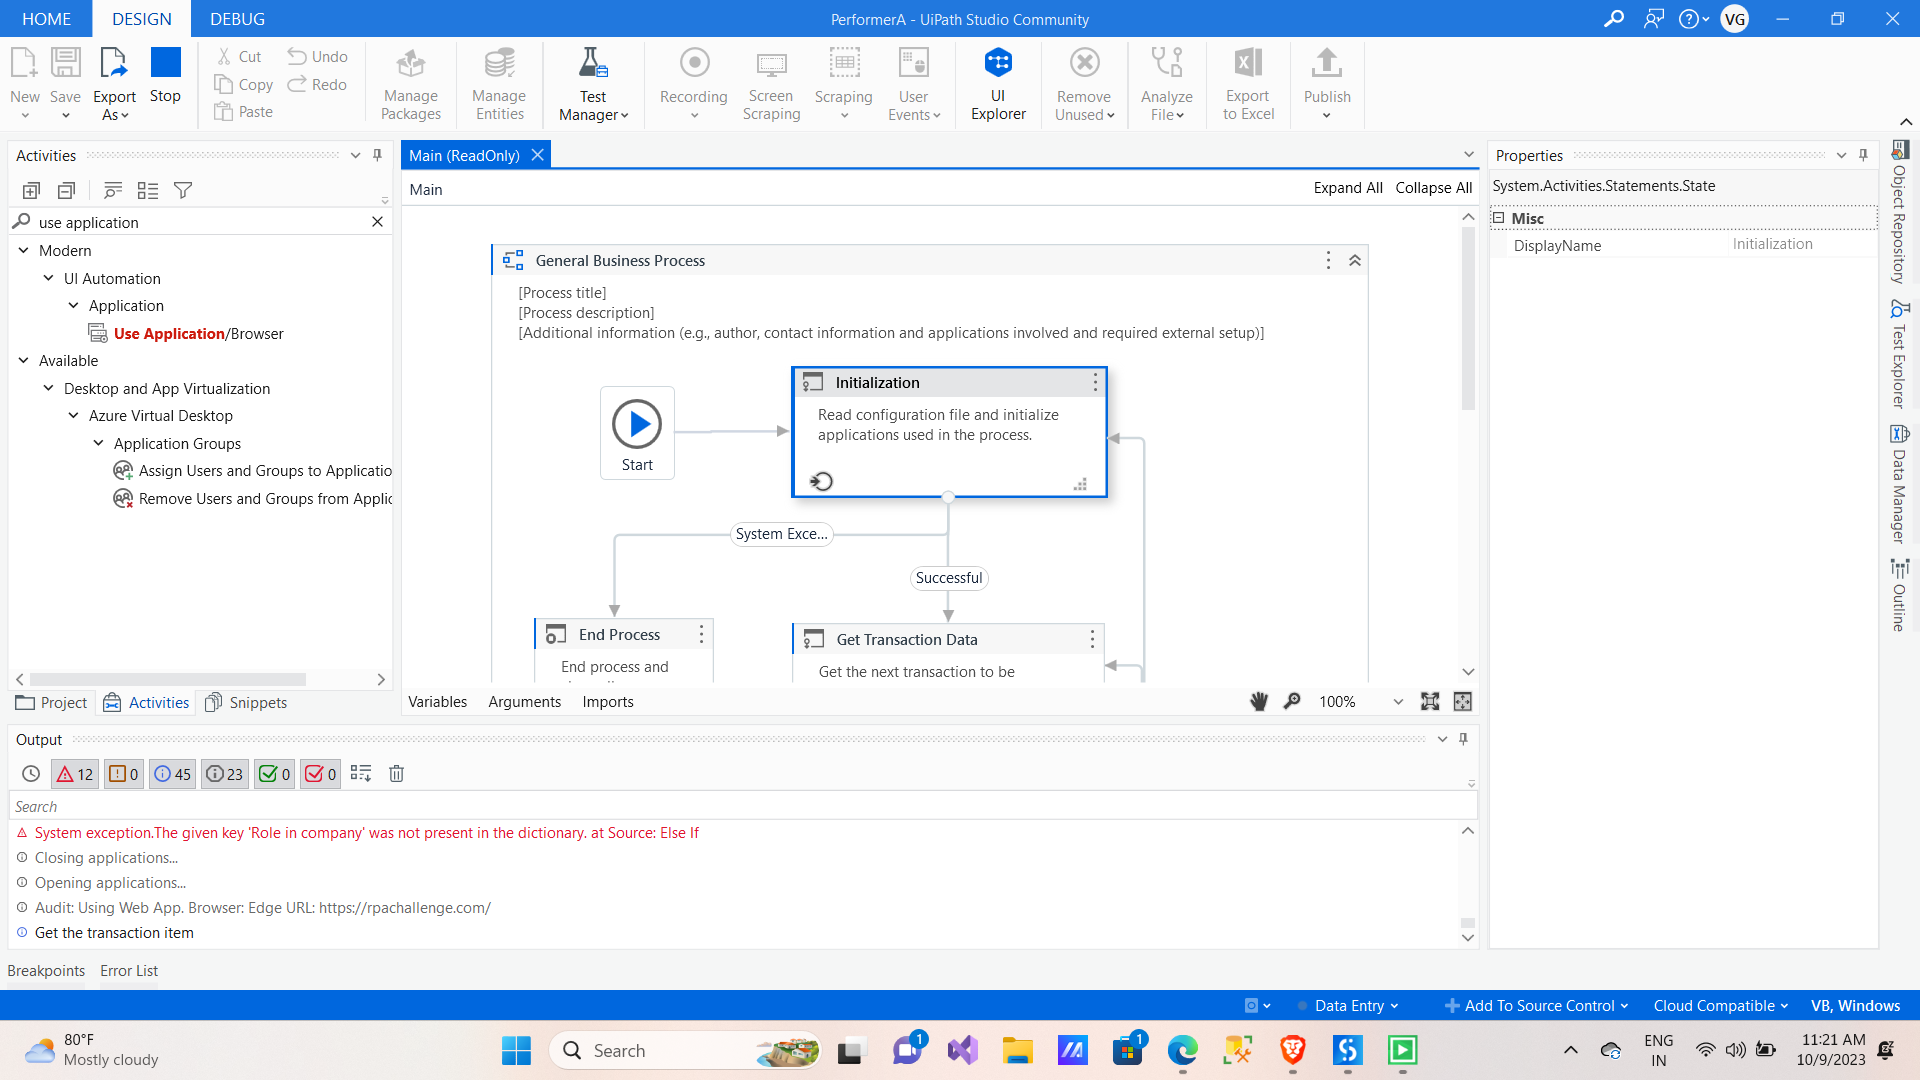 HOME DESIGN DEBUG PerformerA - UiPath Studio Community VG
New Save Export As Stop
Cut Undo
Copy Redo
Paste
Manage Packages
Manage Entities
Test Manager
Recording
Screen Scraping
Scraping
User Events
UI Explorer
Remove Unused
Analyze File
Export to Excel
Publish
Activities
use application
Modern
UI Automation
Application
Use Application/Browser
Available
Desktop and App Virtualization
Azure Virtual Desktop
Application Groups
Assign Users and Groups to Applicatio
Remove Users and Groups from Applic
Project Activities Snippets
Main (ReadOnly)
Main Expand All Collapse All
General Business Process
[Process title]
[Process description]
[Additional information (e.g., author, contact information and applications involved and required external setup)]
Start
Initialization
Read configuration file and initialize
applications used in the process.
System Exce...
Successful
End Process
End process and
Get Transaction Data
Get the next transaction to be
Variables Arguments Imports 100%
Properties
System.Activities.Statements.State
Misc
DisplayName Initialization
Object Repository
Test Explorer
Data Manager
Outline
Output
12 0 45 23 0 0
Search
System exception.The given key 'Role in company' was not present in the dictionary. at Source: Else If
Closing applications...
Opening applications...
Audit: Using Web App. Browser: Edge URL: https://rpachallenge.com/
Get the transaction item
Breakpoints Error List
Data Entry Add To Source Control Cloud Compatible VB, Windows
80°F
Mostly cloudy
Search
1
1
ENG
IN
11:21 AM
10/9/2023